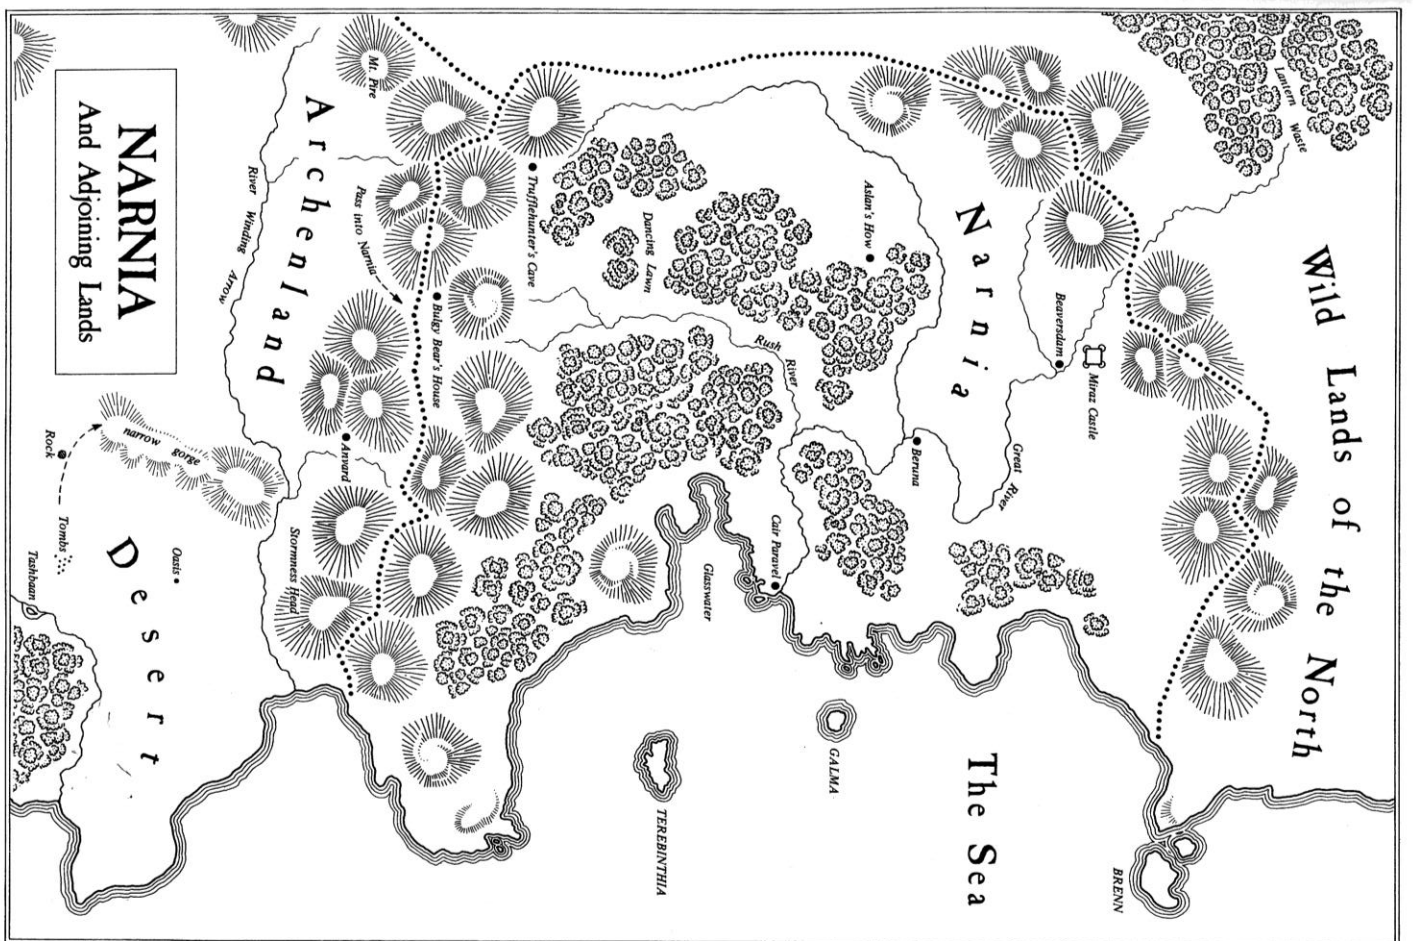 Wild Lands of the North
Lantern Waste
Narnia
Miraz Castle
Beaversdam
Great River
Beruna
Aslan's How
Rush River
Dancing Lawn
Cair Paravel
Glasswater
Trufflehunter's Cave
Bulgy Bear's House
Pass into Narnia
Mt. Pire
Archenland
River Winding Arrow
Anvard
Stormness Head
The Sea
BRENN
GALMA
TEREBINTHIA
narrow gorge
Rock
Tombs
Oasis
Desert
Tashbaan
NARNIA
And Adjoining Lands